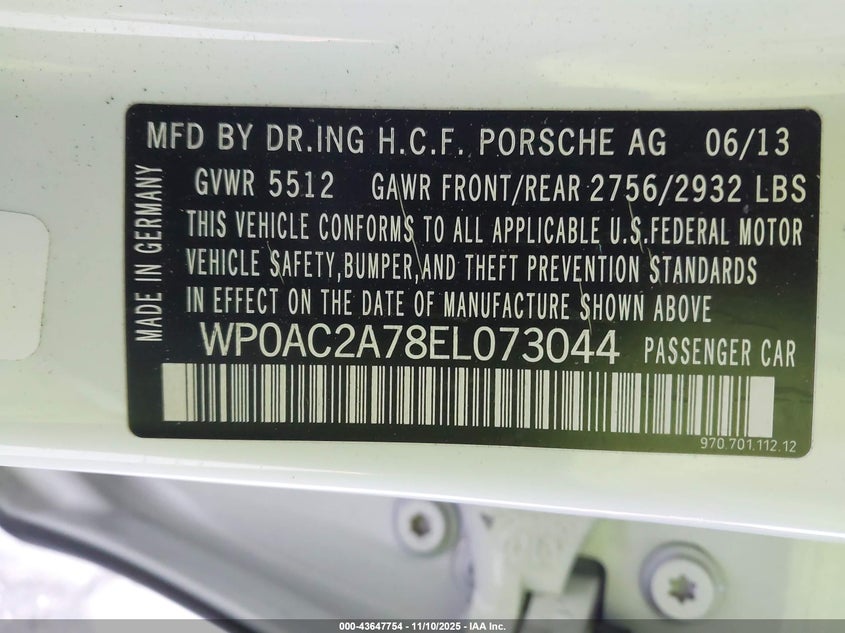 MFD BY DR.ING H.C.F. PORSCHE AG 06/13
GVWR 5512 GAWR FRONT/REAR 2756/2932 LBS
THIS VEHICLE CONFORMS TO ALL APPLICABLE U.S.FEDERAL MOTOR
VEHICLE SAFETY,BUMPER,AND THEFT PREVENTION STANDARDS
IN EFFECT ON THE DATE OF MANUFACTURE SHOWN ABOVE
WP0AC2A78EL073044 PASSENGER CAR
MADE IN GERMANY
970.701.112.12
000-43647754 — 11/10/2025 — IAA Inc.